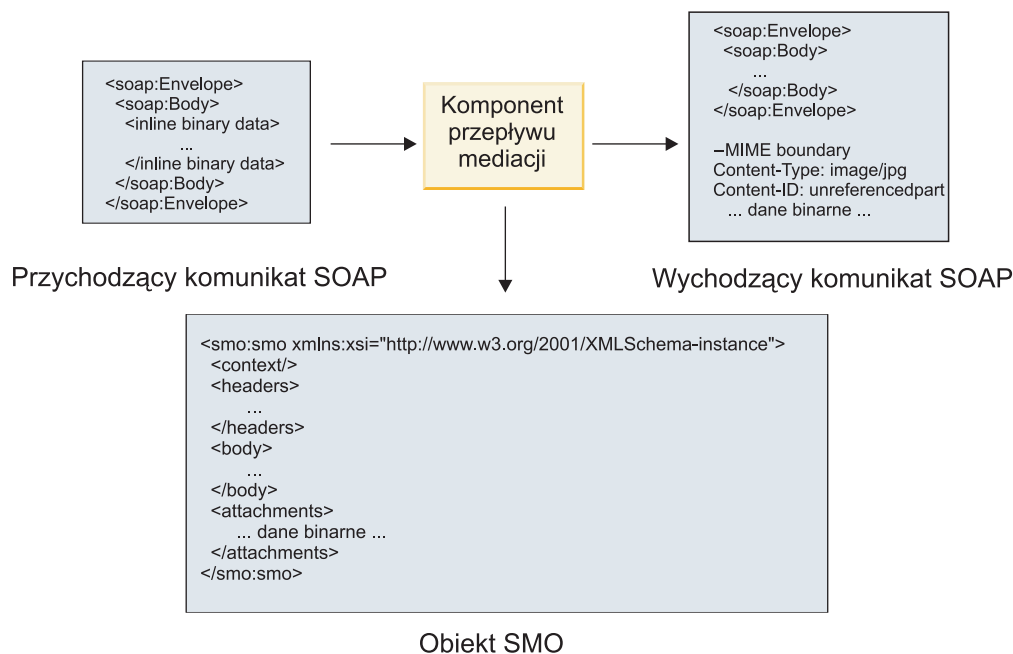 <soap:Envelope>
<soap:Body>
<inline binary data>
...
</inline binary data>
</soap:Body>
</soap:Envelope>
Przychodzący komunikat SOAP
Komponent
przepływu
mediacji
<soap:Envelope>
<soap:Body>
...
</soap:Body>
</soap:Envelope>
–MIME boundary
Content-Type: image/jpg
Content-ID: unreferencedpart
... dane binarne ...
Wychodzący komunikat SOAP
<smo:smo xmlns:xsi="http://www.w3.org/2001/XMLSchema-instance">
<context/>
<headers>
...
</headers>
<body>
...
</body>
<attachments>
... dane binarne ...
</attachments>
</smo:smo>
Obiekt SMO